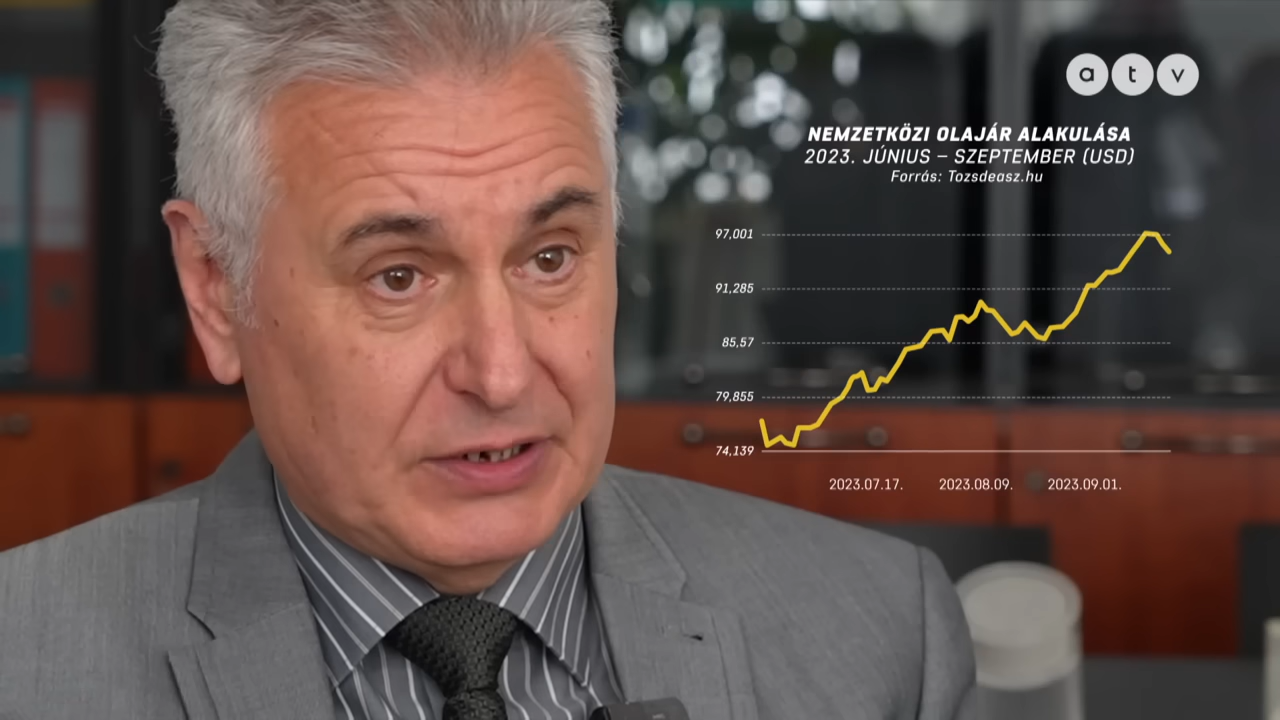 atv
NEMZETKÖZI OLAJÁR ALAKULÁSA
2023. JÚNIUS – SZEPTEMBER (USD)
Forrás: Tozsdeasz.hu
97,001
91,285
85,57
79,855
74,139
2023.07.17. 2023.08.09. 2023.09.01.